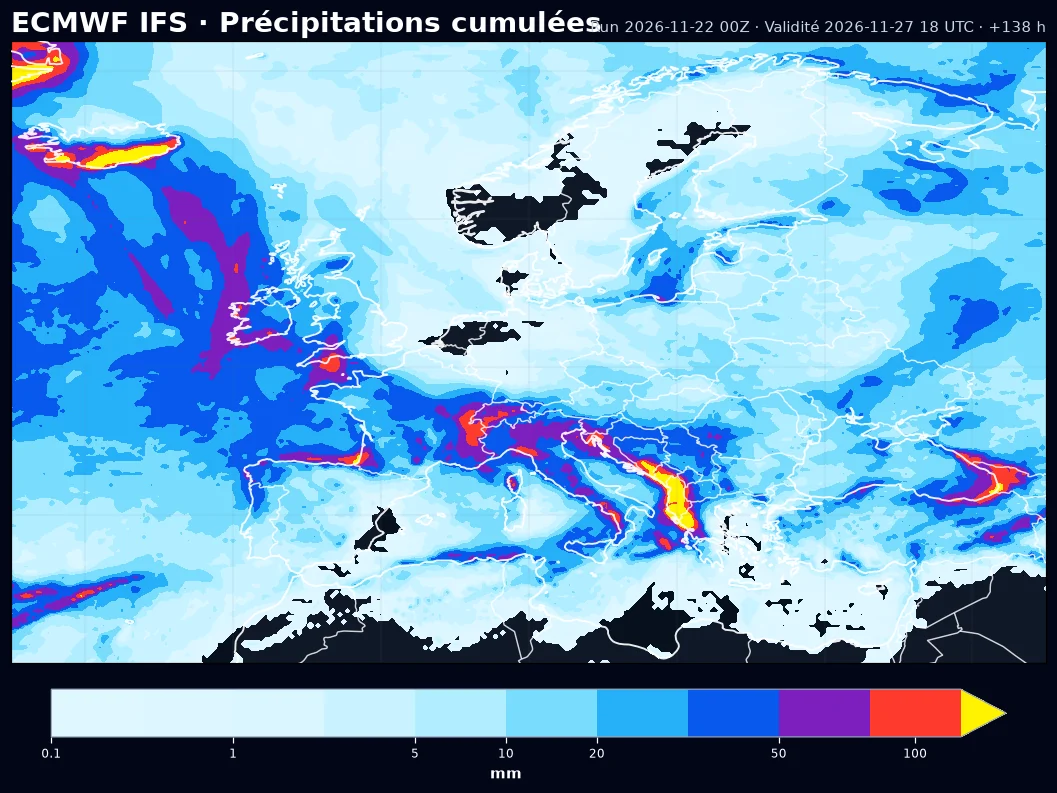 ECMWF IFS · Précipitations cumulées
Run 2026-11-22 00Z · Validité 2026-11-27 18 UTC · +138 h
0.1 1 5 10 20 50 100
mm